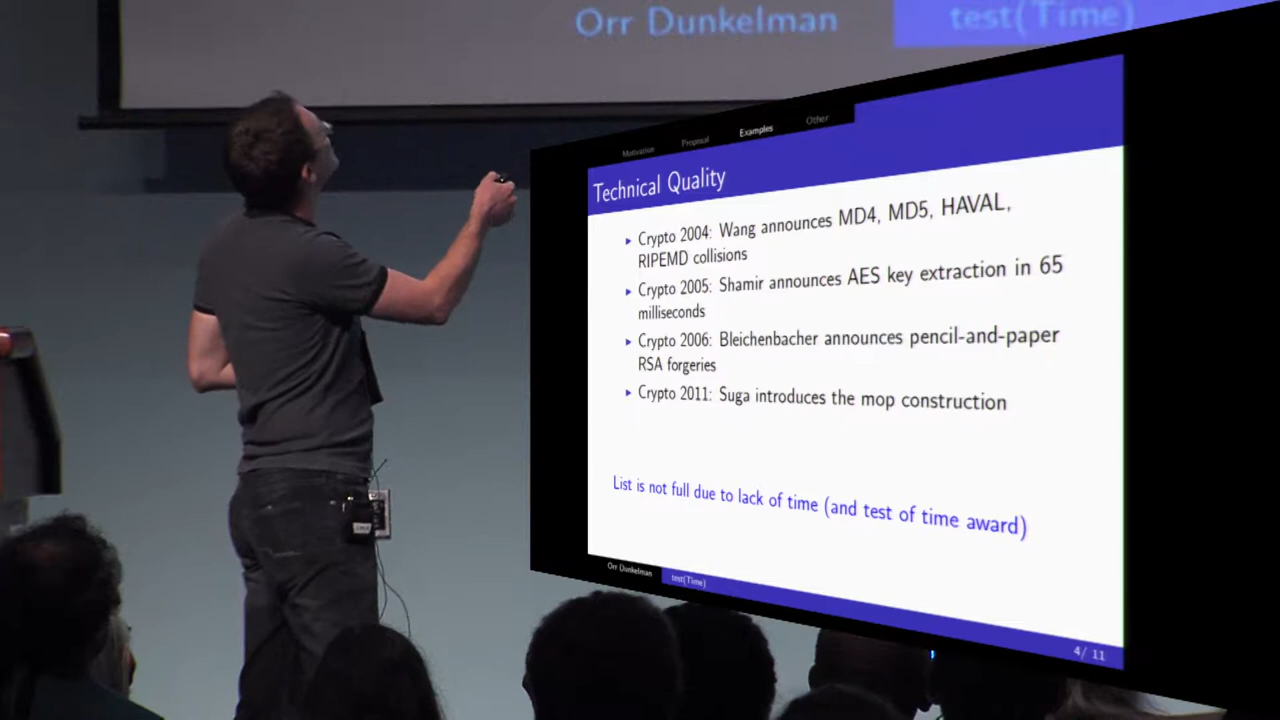 Orr Dunkelman test(Time)
Motivation Proposal Examples Other
Technical Quality
Crypto 2004: Wang announces MD4, MD5, HAVAL,
RIPEMD collisions
Crypto 2005: Shamir announces AES key extraction in 65
milliseconds
Crypto 2006: Bleichenbacher announces pencil-and-paper
RSA forgeries
Crypto 2011: Suga introduces the mop construction
List is not full due to lack of time (and test of time award)
Orr Dunkelman test(Time)
4/ 11